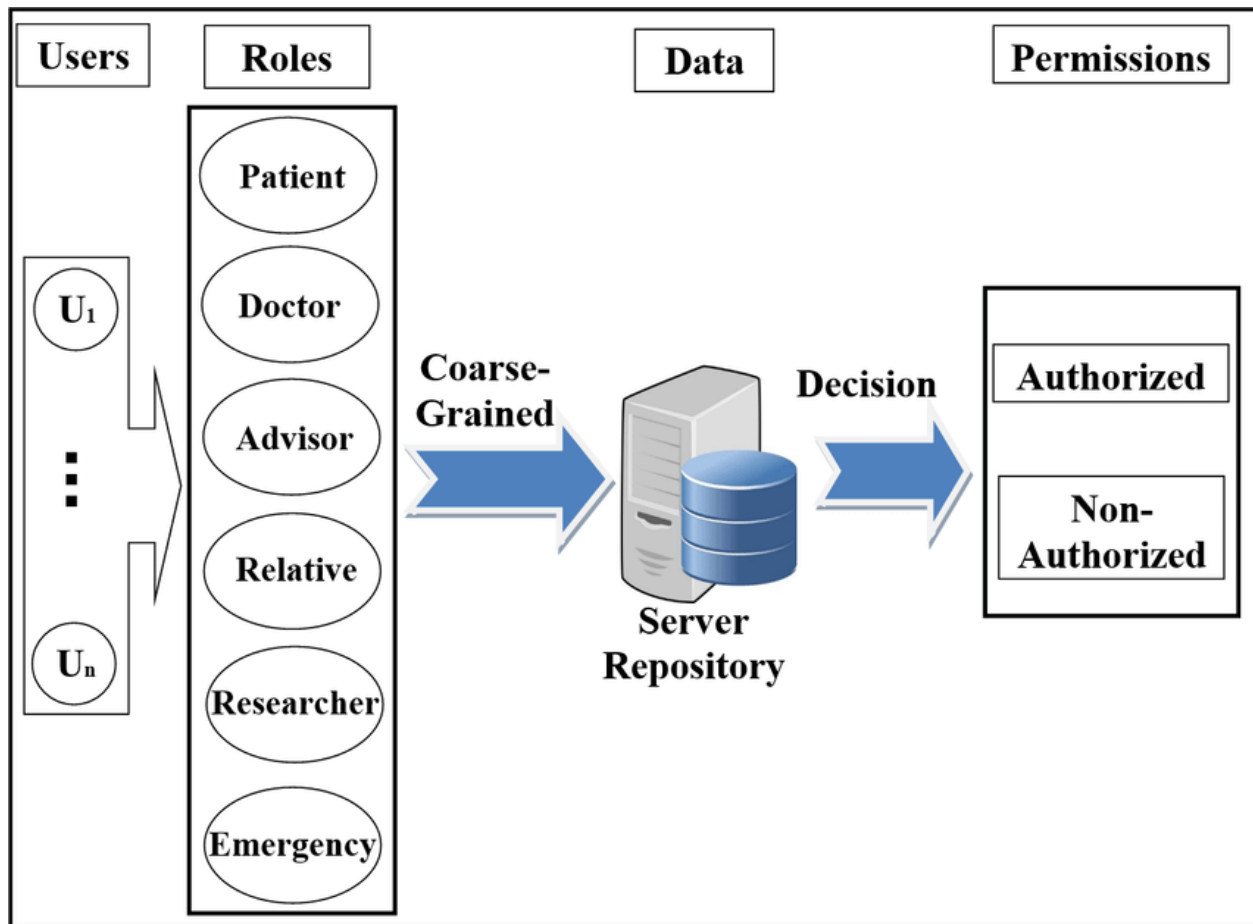 Users
Roles
Data
Permissions
Patient
Doctor
Advisor
Relative
Researcher
Emergency
U1
Un
Coarse-
Grained
Server
Repository
Decision
Authorized
Non-
Authorized